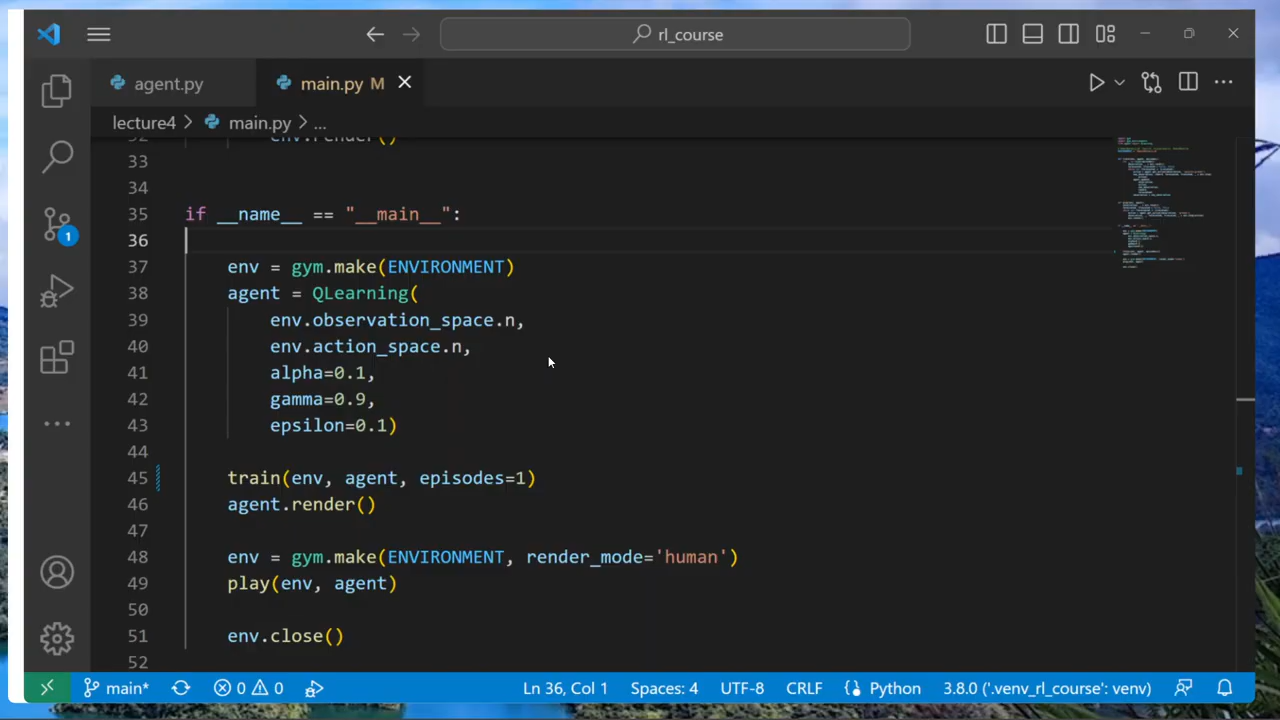 rl_course
agent.py
main.py M
lecture4 > main.py > ...
32 env.render()
33
34
35 if __name__ == "__main__":
36
37 env = gym.make(ENVIRONMENT)
38 agent = QLearning(
39 env.observation_space.n,
40 env.action_space.n,
41 alpha=0.1,
42 gamma=0.9,
43 epsilon=0.1)
44
45 train(env, agent, episodes=1)
46 agent.render()
47
48 env = gym.make(ENVIRONMENT, render_mode='human')
49 play(env, agent)
50
51 env.close()
52
1
main* 0 0 Ln 36, Col 1 Spaces: 4 UTF-8 CRLF Python 3.8.0 ('.venv_rl_course': venv)